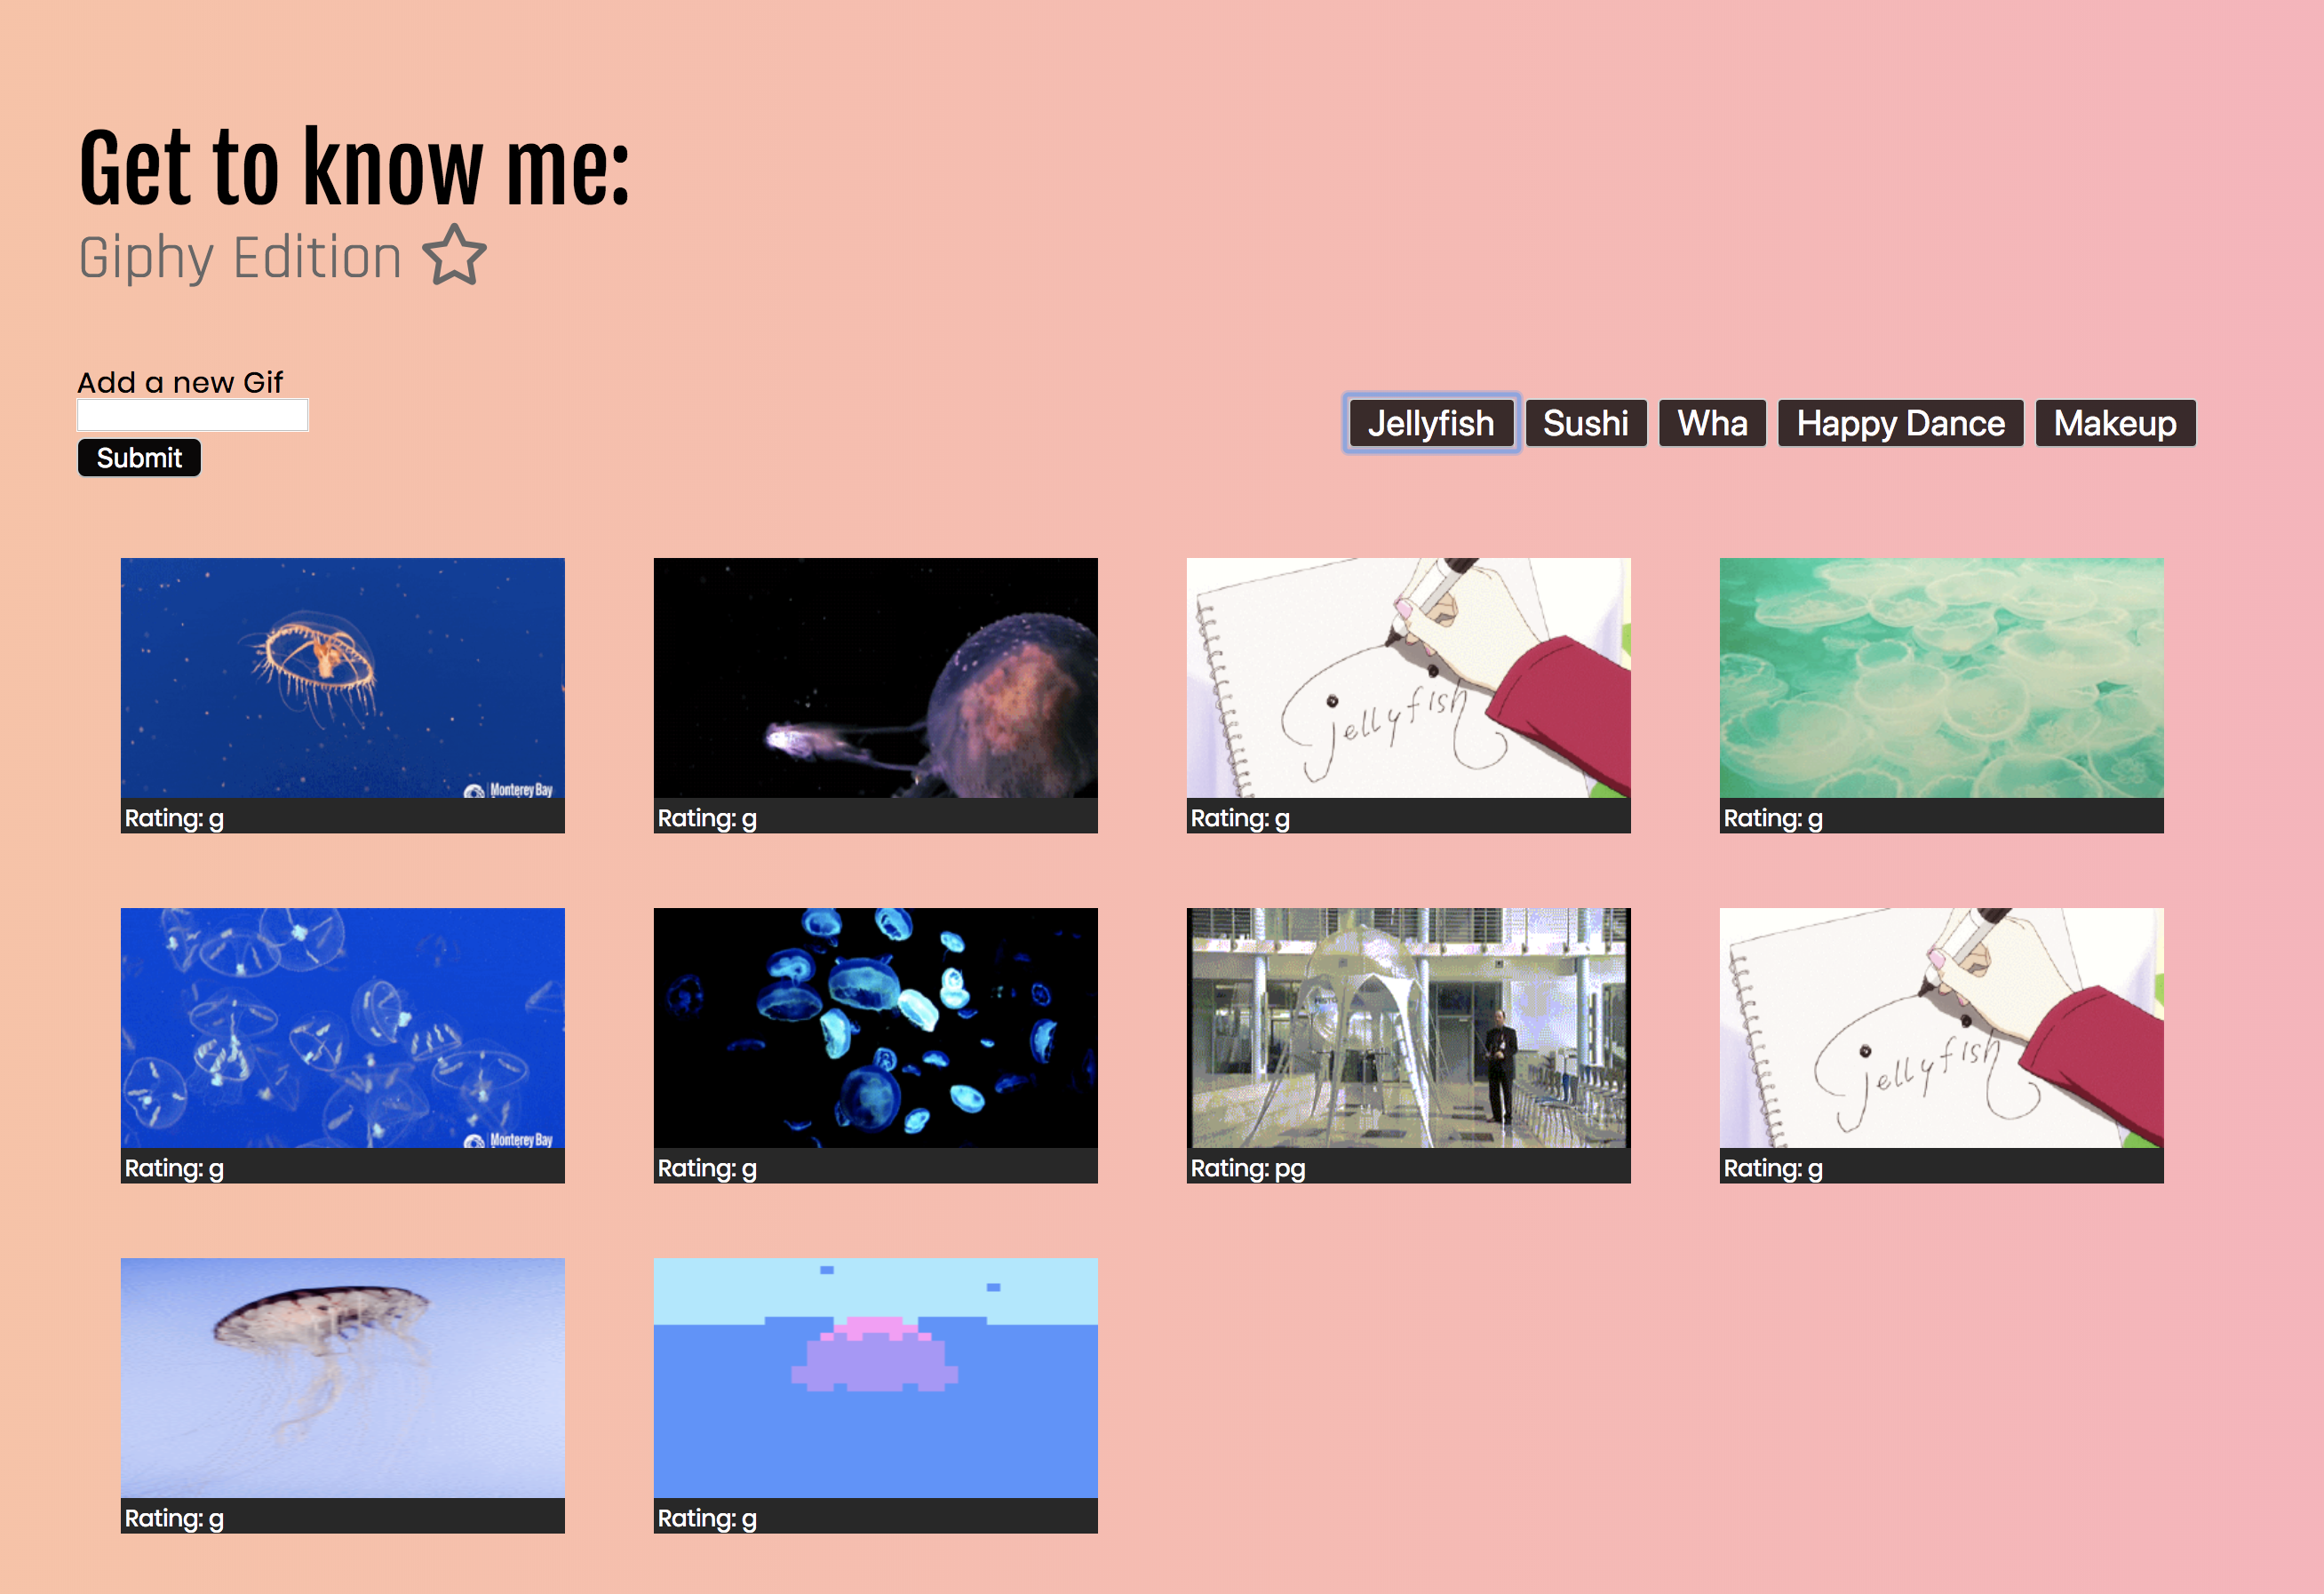 Get to know me:
Giphy Edition
Add a new Gif
Submit
Jellyfish Sushi Wha Happy Dance Makeup
Monterey Bay
jellyfish
Rating: g
Rating: g
Rating: g
Rating: g
Monterey Bay
FESTO
jellyfish
Rating: g
Rating: g
Rating: pg
Rating: g
Rating: g
Rating: g